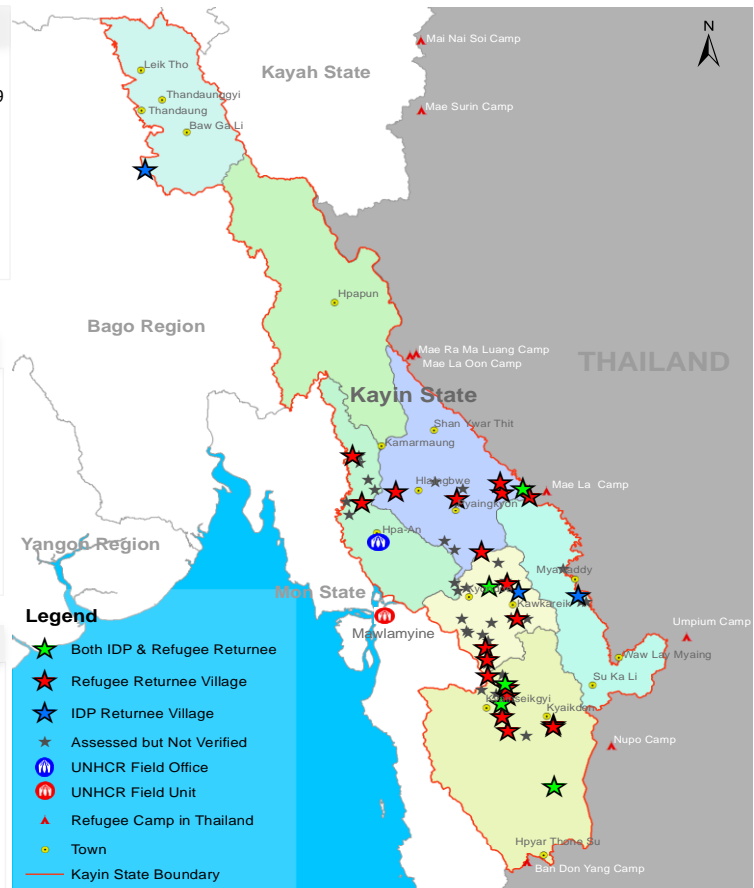 N
Mai Nai Soi Camp
Kayah State
Leik Tho
9
Thandaunggyi
Thandaung
Mae Surin Camp
Baw Ga Li
Hpapun
Bago Region
Mae Ra Ma Luang Camp
Mae La Oon Camp
THAILAND
Kayin State
Shan Ywar Thit
Kamarmaung
Hlaingbwe
Mae La Camp
Hpa-An
Yangon Region
Mon State
Kawkareik
Mawlamyine
Umpium Camp
Waw Lay Myaing
Su Ka Li
Kyaikdon
Nupo Camp
Hpyar Thone Su
Ban Don Yang Camp
Legend
Both IDP & Refugee Returnee
Refugee Returnee Village
IDP Returnee Village
Assessed but Not Verified
UNHCR Field Office
UNHCR Field Unit
Refugee Camp in Thailand
Town
Kayin State Boundary